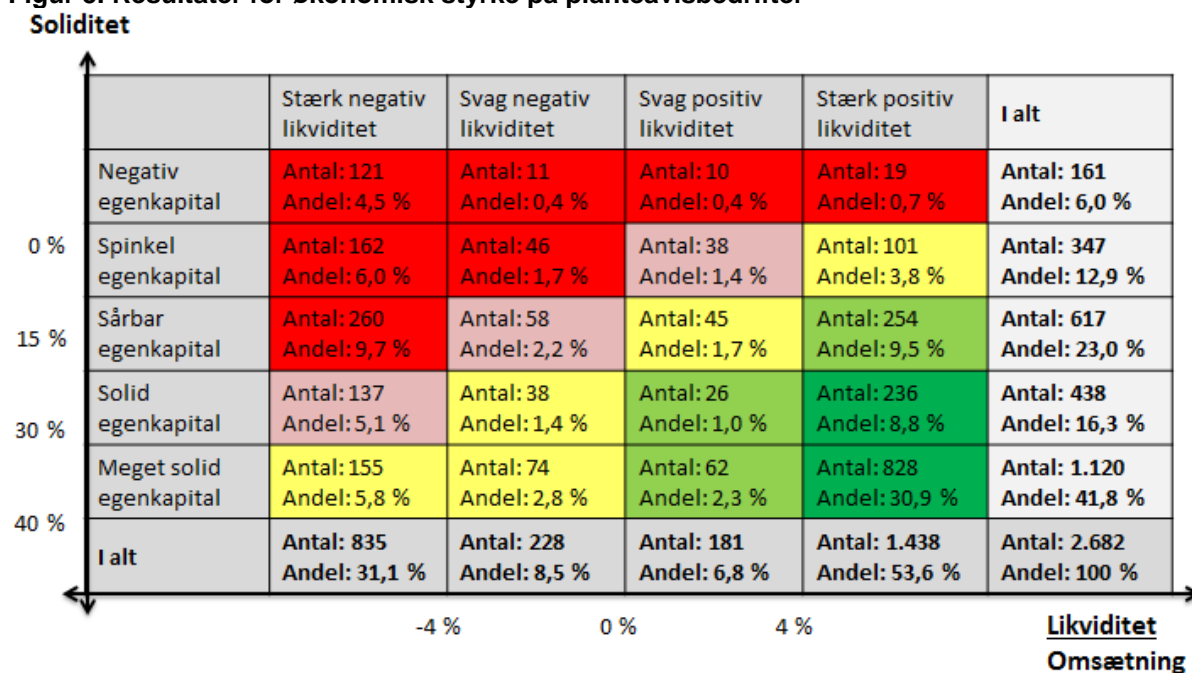 Figur Resultater for økonomisk styrke på planteavlsbedrifter
Soliditet
Stærk negativ
likviditet
Svag negativ
likviditet
Svag positiv
likviditet
Stærk positiv
likviditet
I alt
Negativ
egenkapital
Antal: 121
Andel: 4,5 %
Antal: 11
Andel: 0,4 %
Antal: 10
Andel: 0,4 %
Antal: 19
Andel: 0,7 %
Antal: 161
Andel: 6,0 %
0 %
Spinkel
egenkapital
Antal: 162
Andel: 6,0 %
Antal: 46
Andel: 1,7 %
Antal: 38
Andel: 1,4 %
Antal: 101
Andel: 3,8 %
Antal: 347
Andel: 12,9 %
15 %
Sårbar
egenkapital
Antal: 260
Andel: 9,7 %
Antal: 58
Andel: 2,2 %
Antal: 45
Andel: 1,7 %
Antal: 254
Andel: 9,5 %
Antal: 617
Andel: 23,0 %
30 %
Solid
egenkapital
Antal: 137
Andel: 5,1 %
Antal: 38
Andel: 1,4 %
Antal: 26
Andel: 1,0 %
Antal: 236
Andel: 8,8 %
Antal: 438
Andel: 16,3 %
40 %
Meget solid
egenkapital
Antal: 155
Andel: 5,8 %
Antal: 74
Andel: 2,8 %
Antal: 62
Andel: 2,3 %
Antal: 828
Andel: 30,9 %
Antal: 1.120
Andel: 41,8 %
I alt
Antal: 835
Andel: 31,1 %
Antal: 228
Andel: 8,5 %
Antal: 181
Andel: 6,8 %
Antal: 1.438
Andel: 53,6 %
Antal: 2.682
Andel: 100 %
-4 %
0 %
4 %
Likviditet
Omsætning